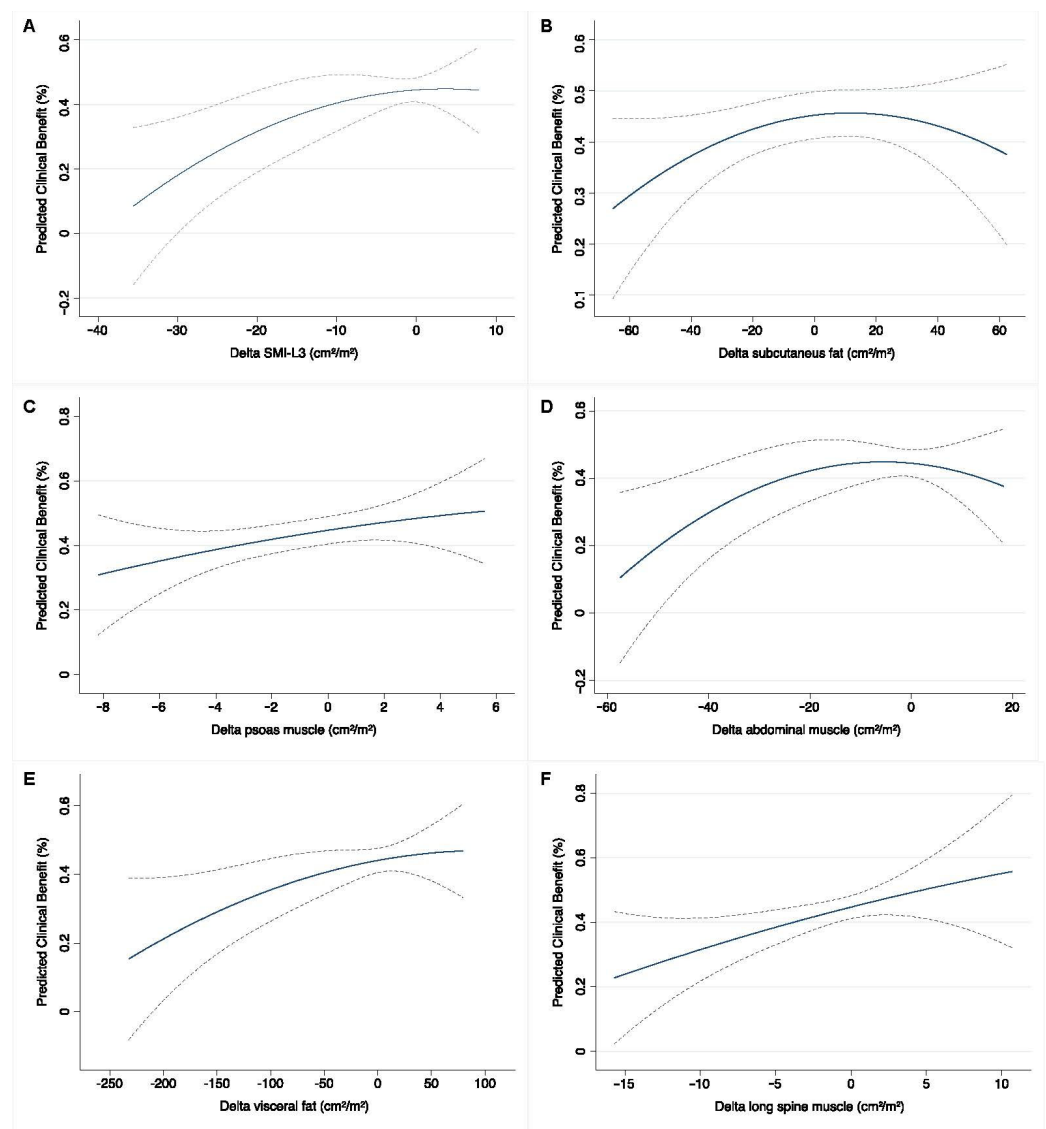 A
Predicted Clinical Benefit (%)
0.6
0.4
0.2
0
-0.2
-40 -30 -20 -10 0 10
Delta SMI-L3 (cm²/m²)
B
Predicted Clinical Benefit (%)
0.6
0.5
0.4
0.3
0.2
0.1
-60 -40 -20 0 20 40 60
Delta subcutaneus fat (cm²/m²)
C
Predicted Clinical Benefit (%)
0.8
0.6
0.4
0.2
0
-8 -6 -4 -2 0 2 4 6
Delta psoas muscle (cm²/m²)
D
Predicted Clinical Benefit (%)
0.6
0.4
0.2
0
-0.2
-60 -40 -20 0 20
Delta abdominal muscle (cm²/m²)
E
Predicted Clinical Benefit (%)
0.6
0.4
0.2
0
-250 -200 -150 -100 -50 0 50 100
Delta visceral fat (cm²/m²)
F
Predicted Clinical Benefit (%)
0.8
0.6
0.4
0.2
0
-15 -10 -5 0 5 10
Delta long spine muscle (cm²/m²)